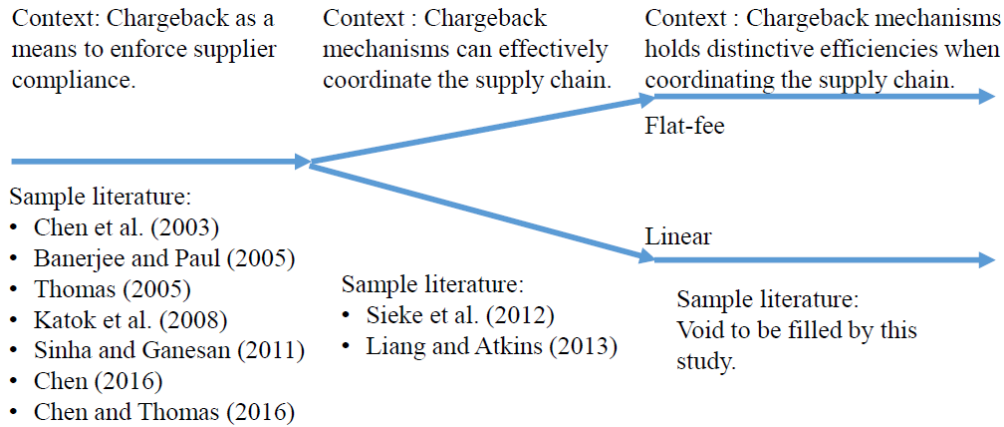 Context: Chargeback as a
means to enforce supplier
compliance.
Context : Chargeback
mechanisms can effectively
coordinate the supply chain.
Context : Chargeback mechanisms
holds distinctive efficiencies when
coordinating the supply chain.
Flat-fee
Linear
Sample literature:
• Chen et al. (2003)
• Banerjee and Paul (2005)
• Thomas (2005)
• Katok et al. (2008)
• Sinha and Ganesan (2011)
• Chen (2016)
• Chen and Thomas (2016)
Sample literature:
• Sieke et al. (2012)
• Liang and Atkins (2013)
Sample literature:
Void to be filled by this
study.